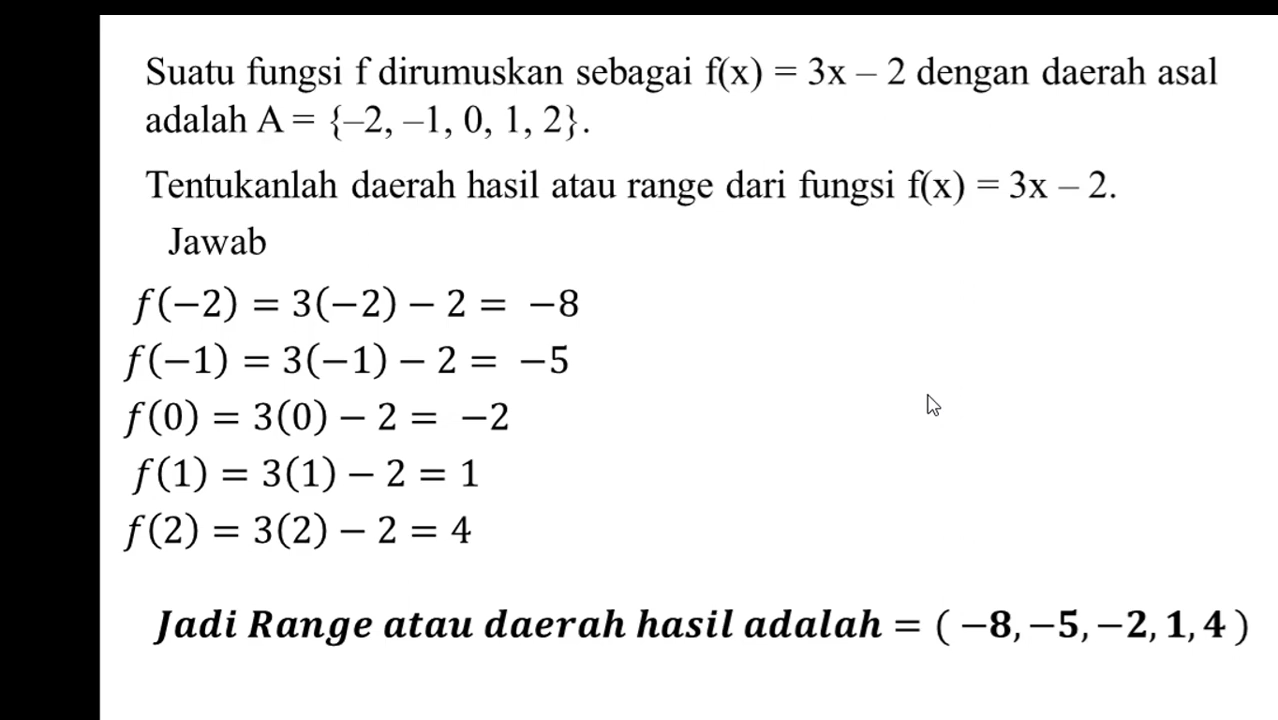 Suatu fungsi f dirumuskan sebagai f(x) = 3x – 2 dengan daerah asal
adalah A = {–2, –1, 0, 1, 2}.
Tentukanlah daerah hasil atau range dari fungsi f(x) = 3x – 2.
Jawab
f(−2) = 3(−2) − 2 = −8
f(−1) = 3(−1) − 2 = −5
f(0) = 3(0) − 2 = −2
f(1) = 3(1) − 2 = 1
f(2) = 3(2) − 2 = 4
Jadi Range atau daerah hasil adalah = ( −8, −5, −2, 1, 4 )